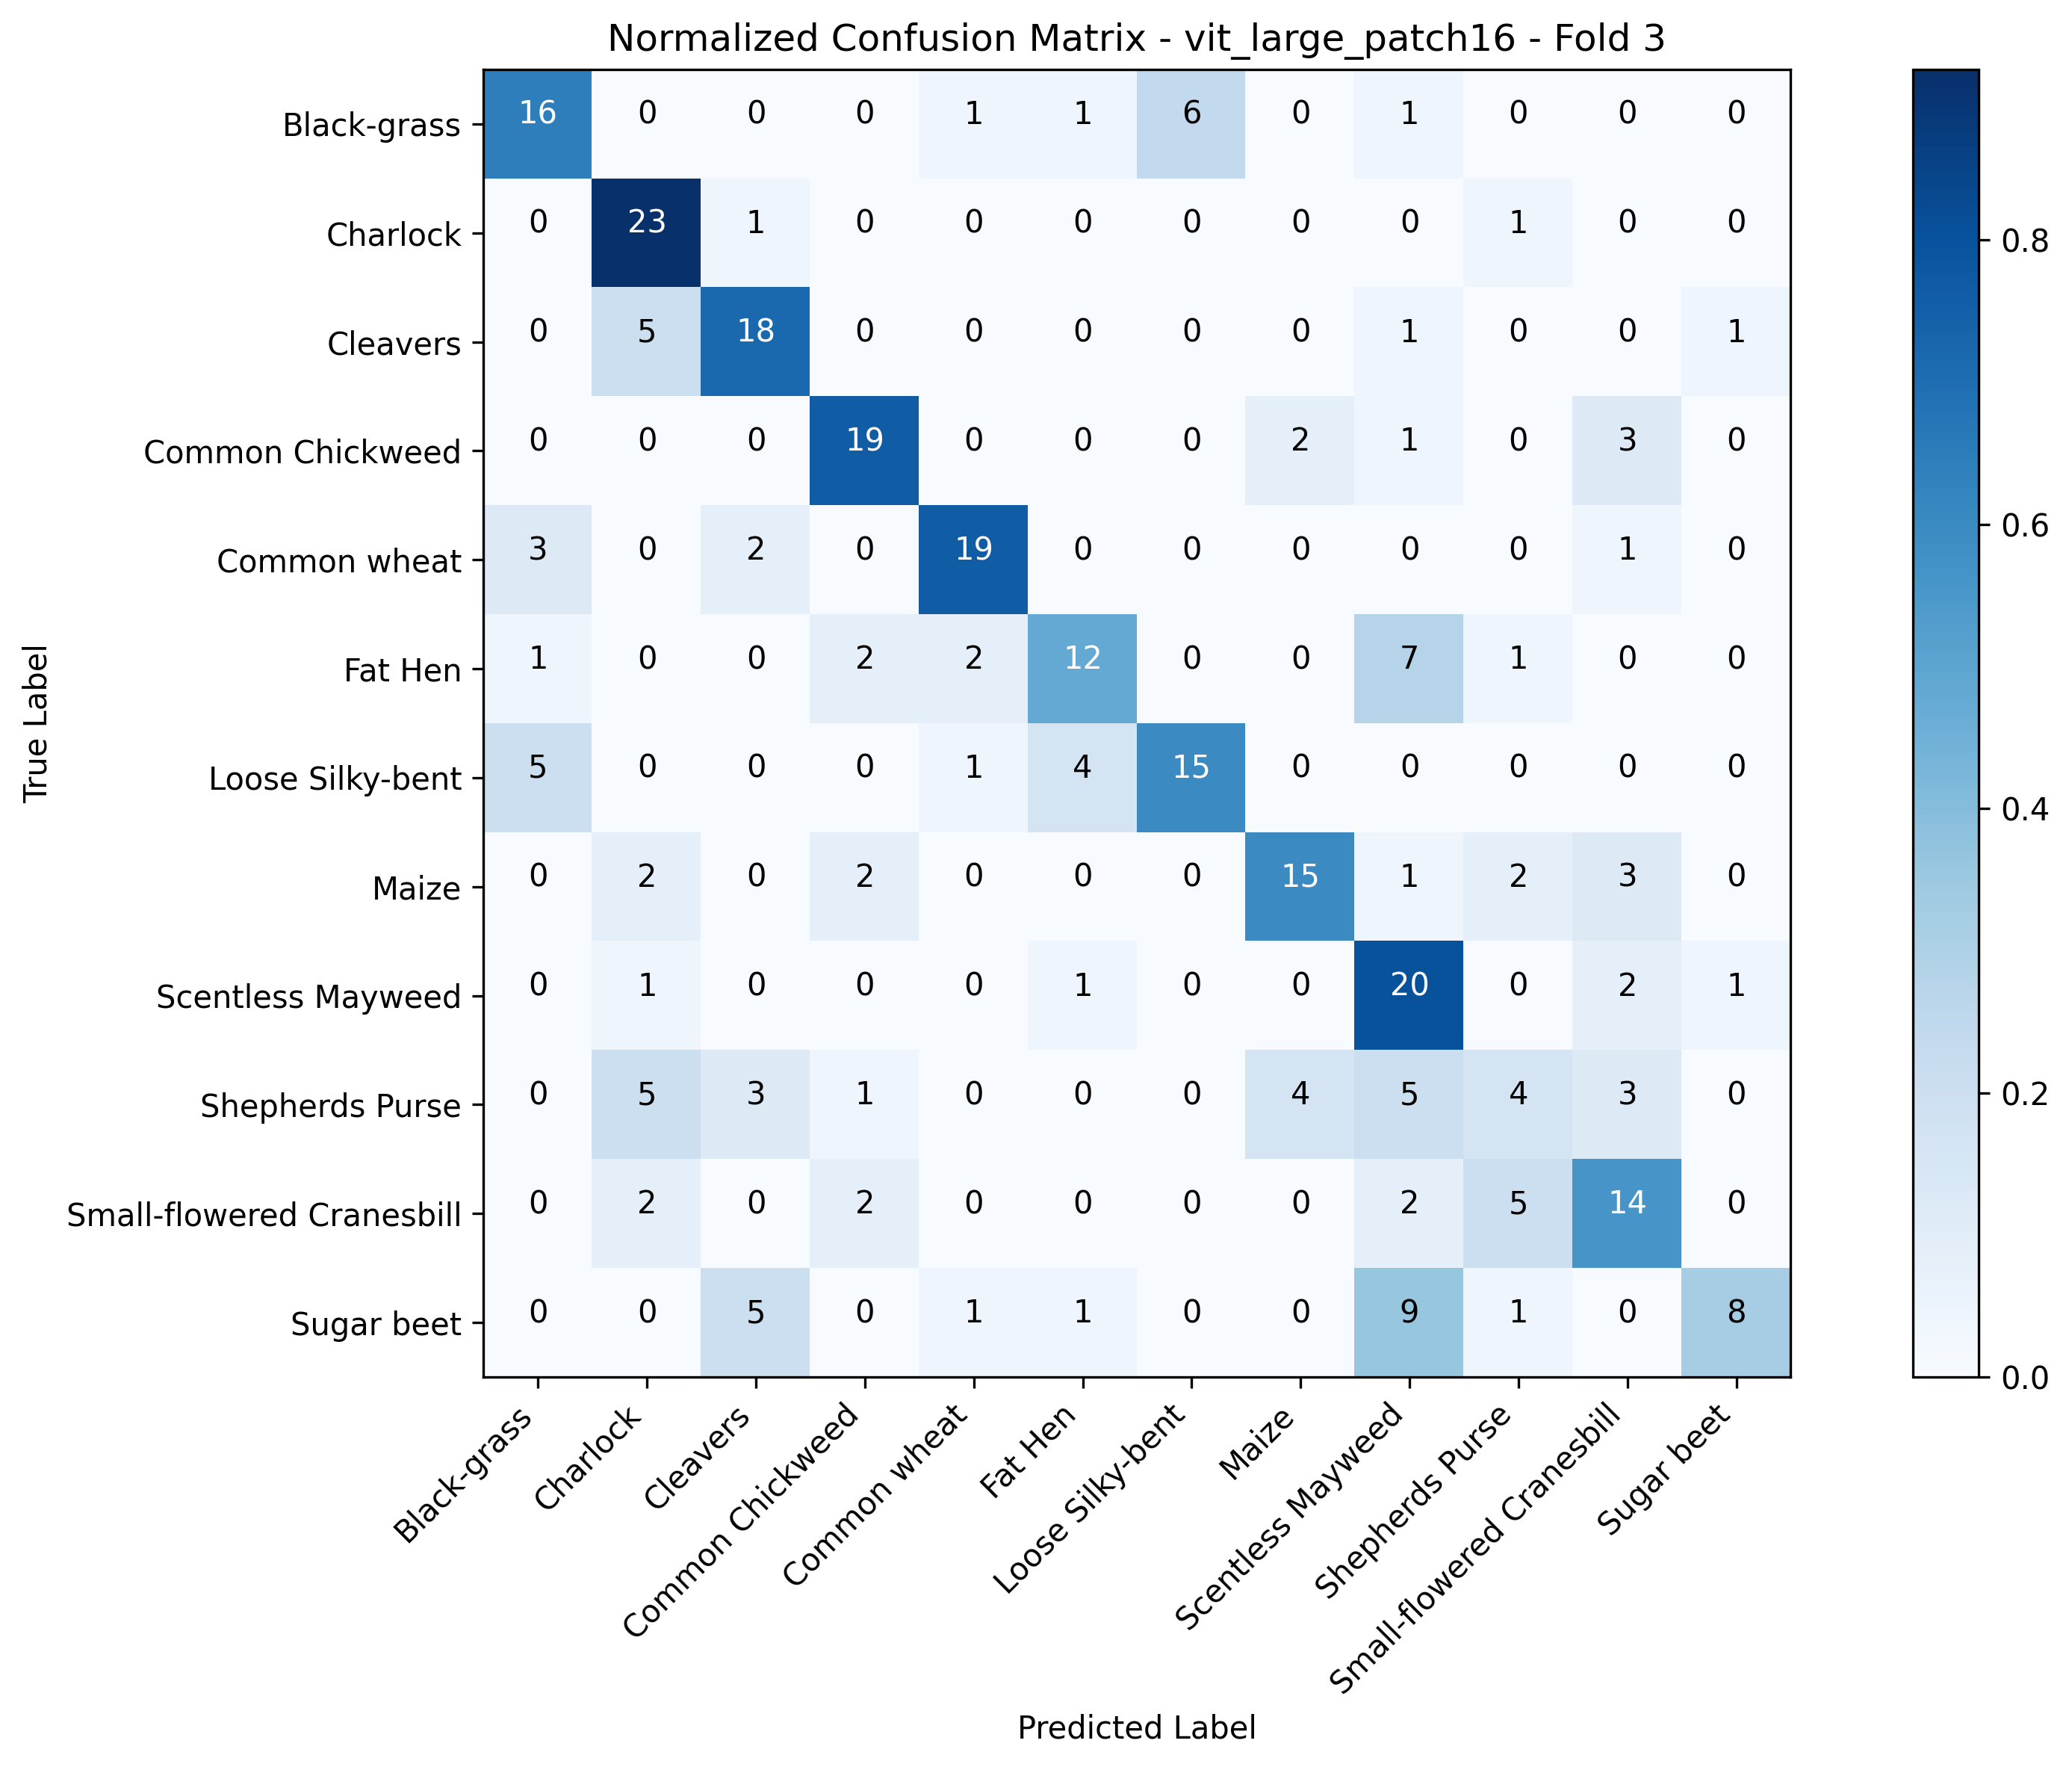 Normalized Confusion Matrix - vit_large_patch16 - Fold 3
True Label
Black-grass 16 0 0 0 1 1 6 0 1 0 0 0
Charlock 0 23 1 0 0 0 0 0 0 1 0 0
Cleavers 0 5 18 0 0 0 0 0 1 0 0 1
Common Chickweed 0 0 0 19 0 0 0 2 1 0 3 0
Common wheat 3 0 2 0 19 0 0 0 0 0 1 0
Fat Hen 1 0 0 2 2 12 0 0 7 1 0 0
Loose Silky-bent 5 0 0 0 1 4 15 0 0 0 0 0
Maize 0 2 0 2 0 0 0 15 1 2 3 0
Scentless Mayweed 0 1 0 0 0 1 0 0 20 0 2 1
Shepherds Purse 0 5 3 1 0 0 0 4 5 4 3 0
Small-flowered Cranesbill 0 2 0 2 0 0 0 0 2 5 14 0
Sugar beet 0 0 5 0 1 1 0 0 9 1 0 8
Black-grass
Charlock
Cleavers
Common Chickweed
Common wheat
Fat Hen
Loose Silky-bent
Maize
Scentless Mayweed
Shepherds Purse
Small-flowered Cranesbill
Sugar beet
Predicted Label
0.8
0.6
0.4
0.2
0.0